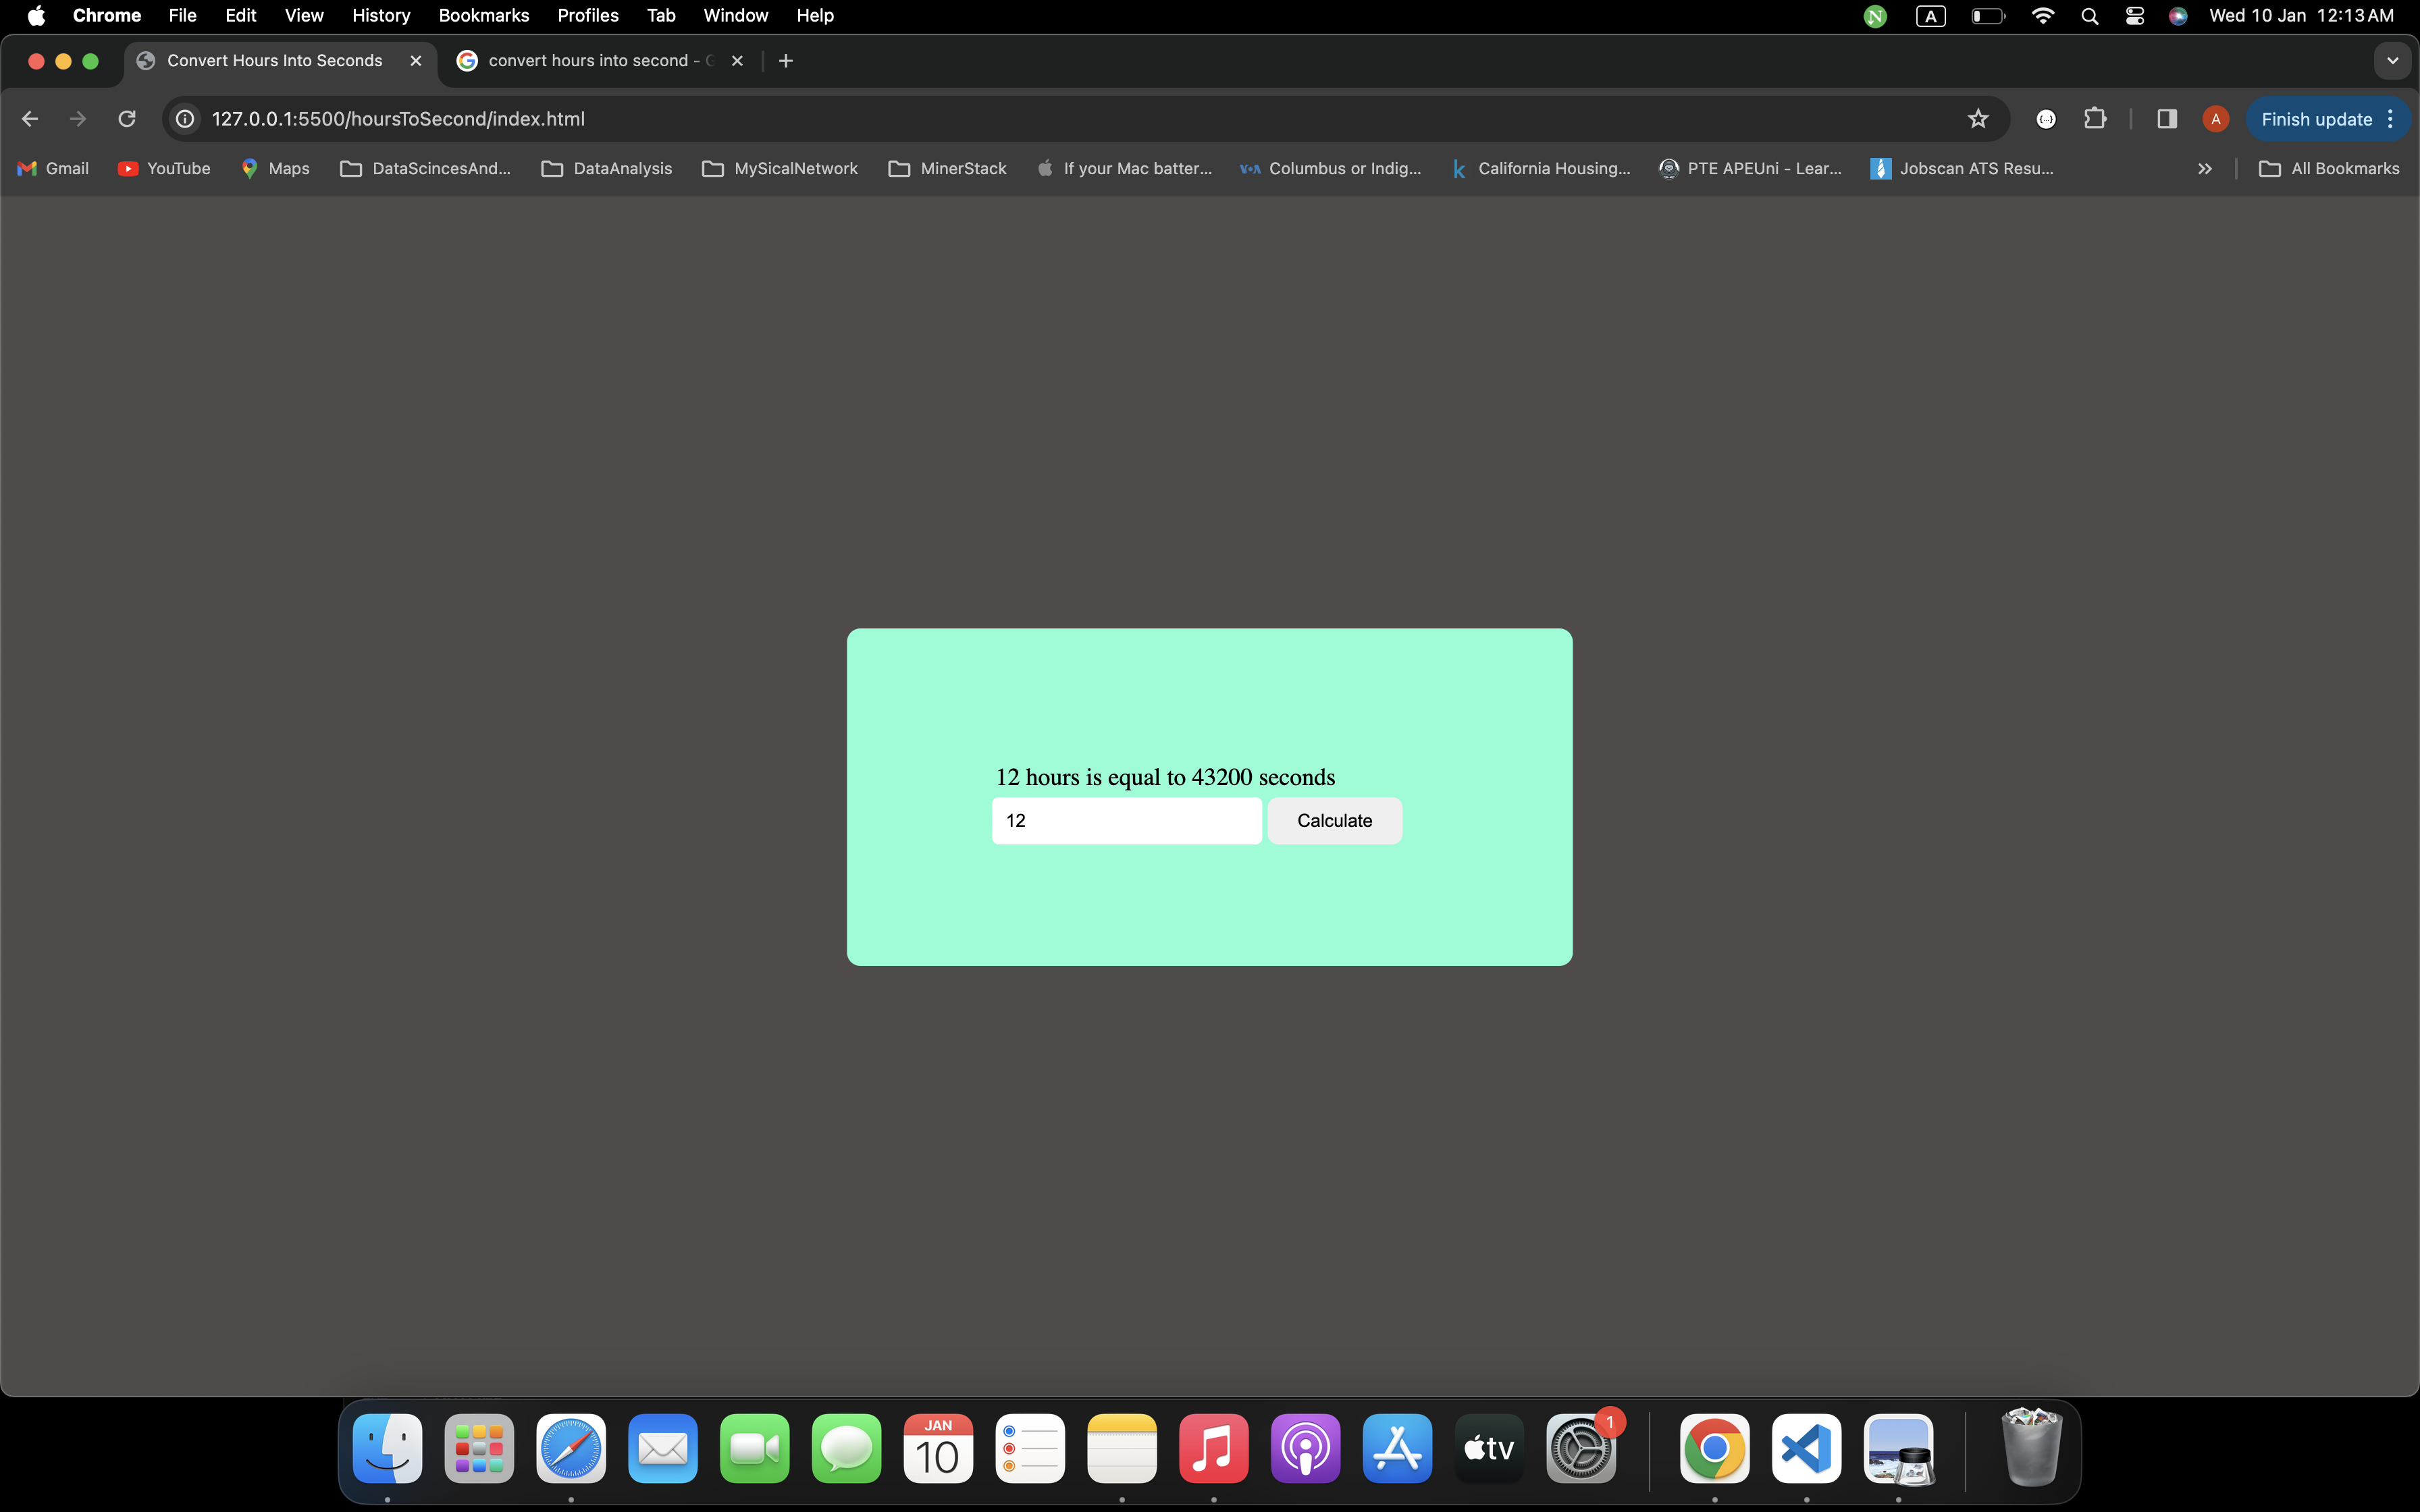 Chrome File Edit View History Bookmarks Profiles Tab Window Help N A Wed 10 Jan 12:13 AM
Convert Hours Into Seconds convert hours into second -
127.0.0.1:5500/hoursToSecond/index.html A Finish update
Gmail YouTube Maps DataScincesAnd... DataAnalysis MySicalNetwork MinerStack If your Mac batter... VOA Columbus or Indig... k California Housing... PTE APEUni - Lear... Jobscan ATS Resu... All Bookmarks
12 hours is equal to 43200 seconds
12 Calculate
JAN
10
tv
1